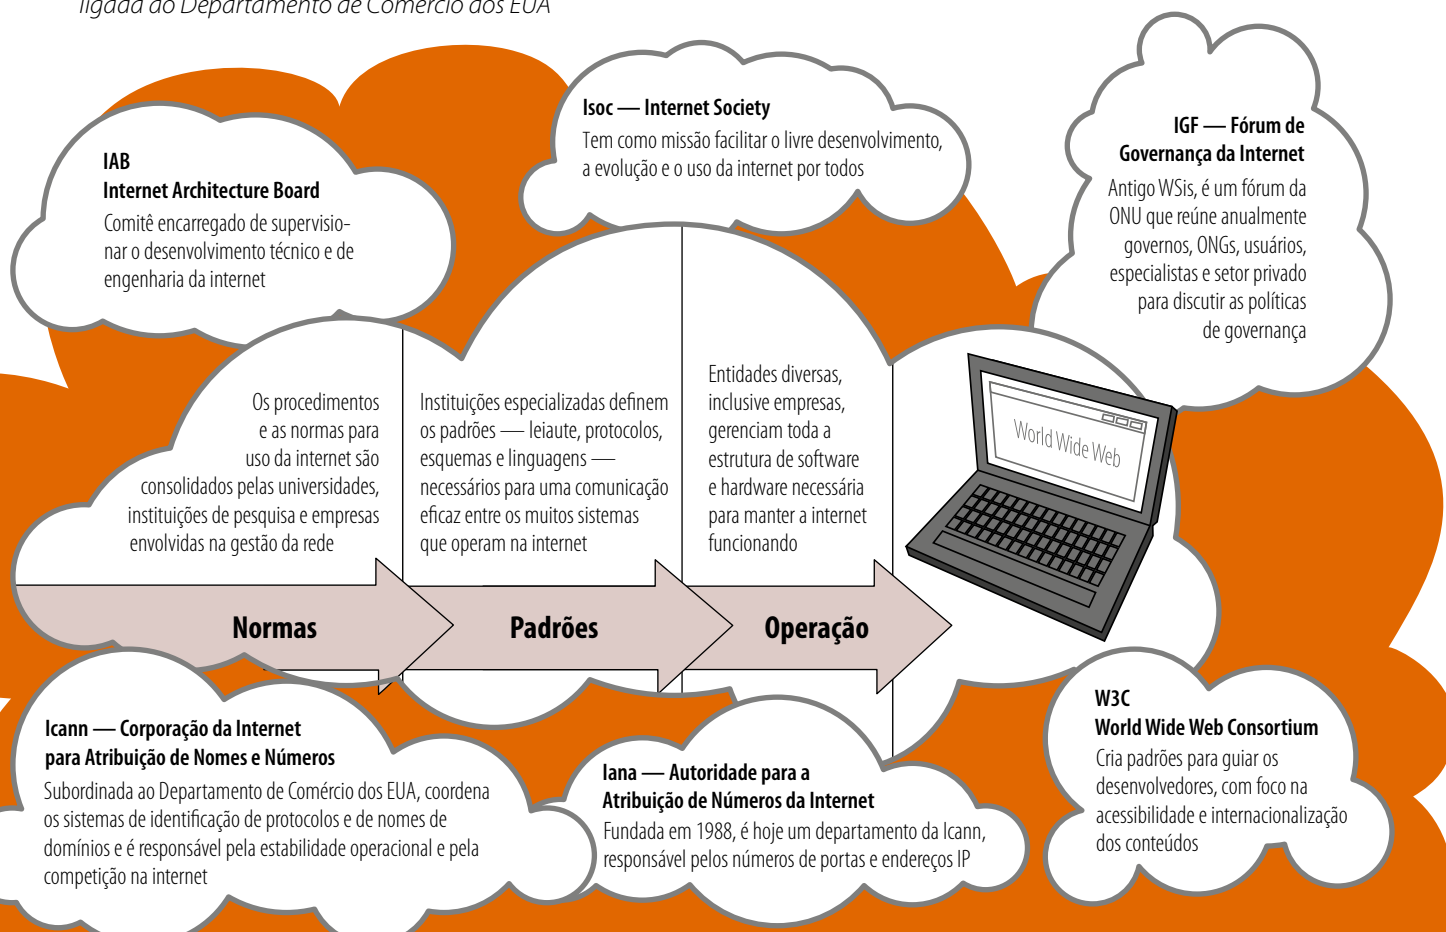 ligada ao Departamento de Comércio dos EUA
IAB
Internet Architecture Board
Comitê encarregado de supervisio-
nar o desenvolvimento técnico e de
engenharia da internet
Isoc — Internet Society
Tem como missão facilitar o livre desenvolvimento,
a evolução e o uso da internet por todos
IGF — Fórum de
Governança da Internet
Antigo WSis, é um fórum da
ONU que reúne anualmente
governos, ONGs, usuários,
especialistas e setor privado
para discutir as políticas
de governança
Os procedimentos
e as normas para
uso da internet são
consolidados pelas universidades,
instituições de pesquisa e empresas
envolvidas na gestão da rede
Instituições especializadas definem
os padrões — leiaute, protocolos,
esquemas e linguagens —
necessários para uma comunicação
eficaz entre os muitos sistemas
que operam na internet
Entidades diversas,
inclusive empresas,
gerenciam toda a
estrutura de software
e hardware necessária
para manter a internet
funcionando
World Wide Web
Normas
Padrões
Operação
Icann — Corporação da Internet
para Atribuição de Nomes e Números
Subordinada ao Departamento de Comércio dos EUA, coordena
os sistemas de identificação de protocolos e de nomes de
domínios e é responsável pela estabilidade operacional e pela
competição na internet
Iana — Autoridade para a
Atribuição de Números da Internet
Fundada em 1988, é hoje um departamento da Icann,
responsável pelos números de portas e endereços IP
W3C
World Wide Web Consortium
Cria padrões para guiar os
desenvolvedores, com foco na
acessibilidade e internacionalização
dos conteúdos